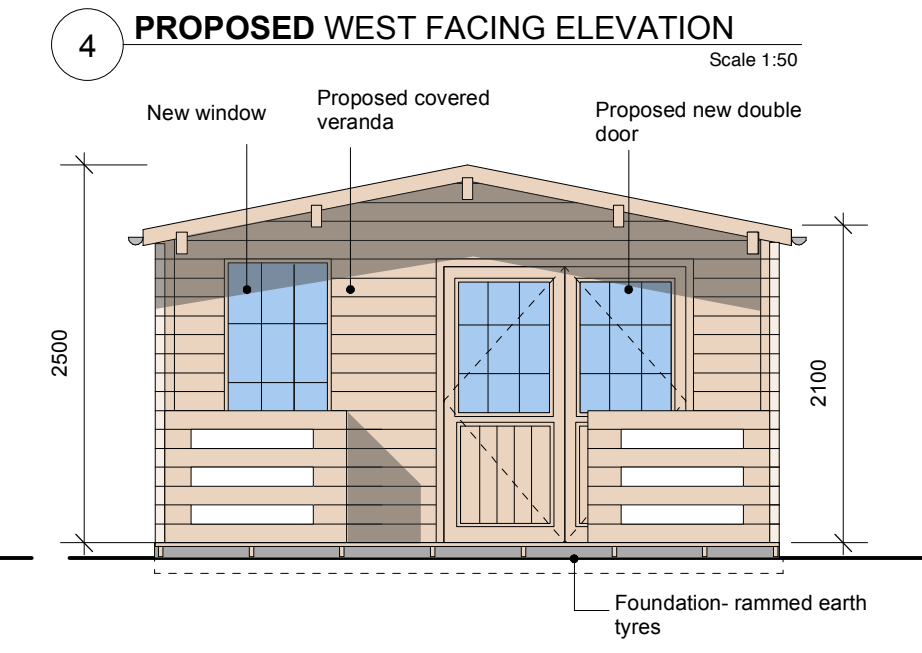 4
PROPOSED WEST FACING ELEVATION
Scale 1:50
New window
Proposed covered
veranda
Proposed new double
door
2500
2100
Foundation- rammed earth
tyres